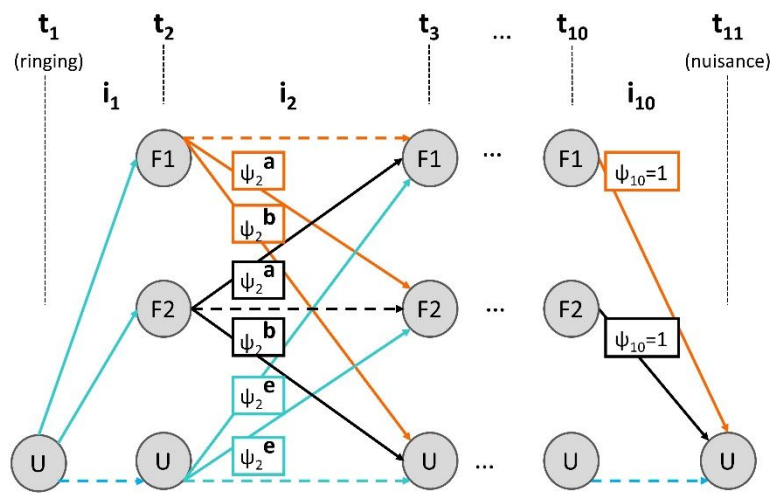 t₁ t₂ t₃ ... t₁₀ t₁₁
(ringing) (nuisance)
i₁ i₂ i₁₀
F1 F1 ... F1
ψ₂ᵃ ψ₁₀=1
ψ₂ᵇ
ψ₂ᵃ
F2 F2 ... F2
ψ₂ᵇ ψ₁₀=1
ψ₂ᵉ
ψ₂ᵉ
U U U ... U U